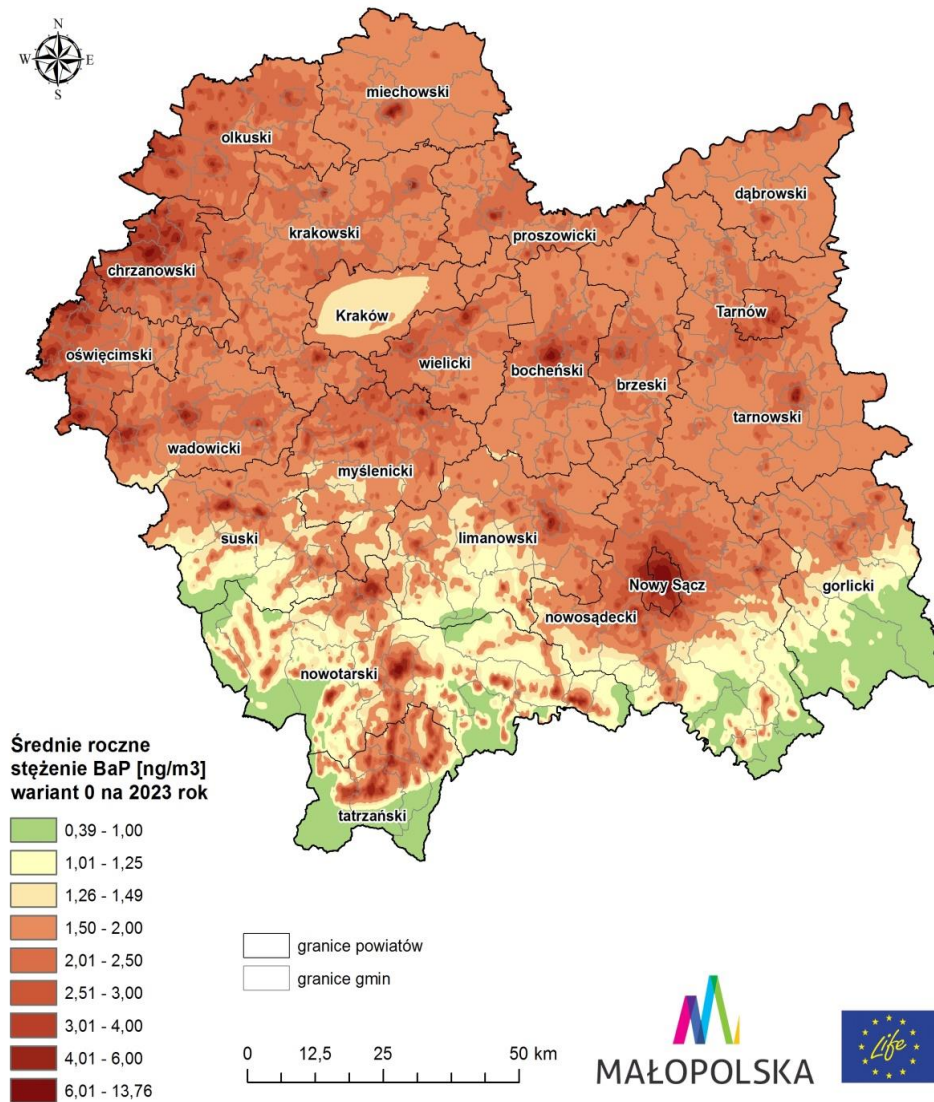 N
W E
S
miechowski
olkuski
dąbrowski
krakowski
proszowicki
chrzanowski
Kraków
Tarnów
oświęcimski
wielicki
bocheński
brzeski
tarnowski
wadowicki
myślenicki
suski
limanowski
Nowy Sącz
gorlicki
nowosądecki
nowotarski
tatrzański
Średnie roczne
stężenie BaP [ng/m3]
wariant 0 na 2023 rok
0,39 - 1,00
1,01 - 1,25
1,26 - 1,49
1,50 - 2,00
2,01 - 2,50
2,51 - 3,00
3,01 - 4,00
4,01 - 6,00
6,01 - 13,76
granice powiatów
granice gmin
0 12,5 25 50 km
MAŁOPOLSKA
Life